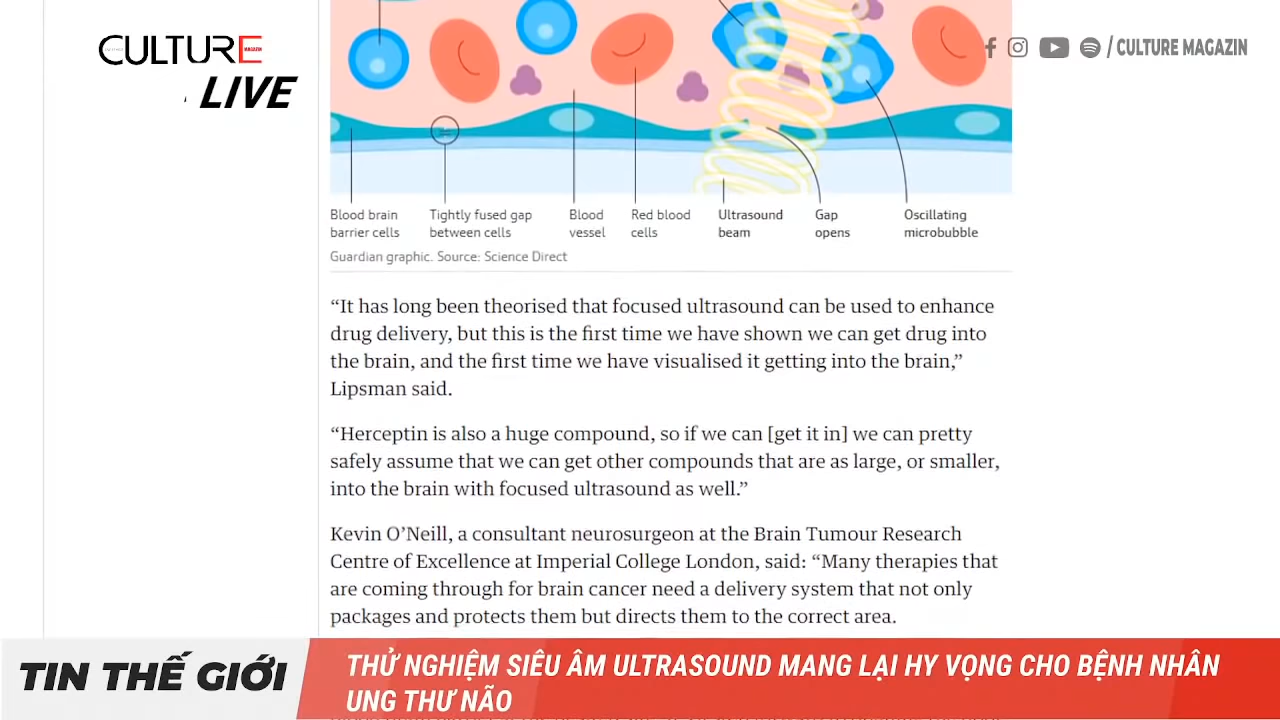 CULTURE
MAGAZIN
LIVE
/ CULTURE MAGAZIN
Blood brain barrier cells
Tightly fused gap between cells
Blood vessel
Red blood cells
Ultrasound beam
Gap opens
Oscillating microbubble
Guardian graphic. Source: Science Direct
“It has long been theorised that focused ultrasound can be used to enhance
drug delivery, but this is the first time we have shown we can get drug into
the brain, and the first time we have visualised it getting into the brain,”
Lipsman said.
“Herceptin is also a huge compound, so if we can [get it in] we can pretty
safely assume that we can get other compounds that are as large, or smaller,
into the brain with focused ultrasound as well.”
Kevin O’Neill, a consultant neurosurgeon at the Brain Tumour Research
Centre of Excellence at Imperial College London, said: “Many therapies that
are coming through for brain cancer need a delivery system that not only
packages and protects them but directs them to the correct area.
TIN THẾ GIỚI
THỬ NGHIỆM SIÊU ÂM ULTRASOUND MANG LẠI HY VỌNG CHO BỆNH NHÂN
UNG THƯ NÃO